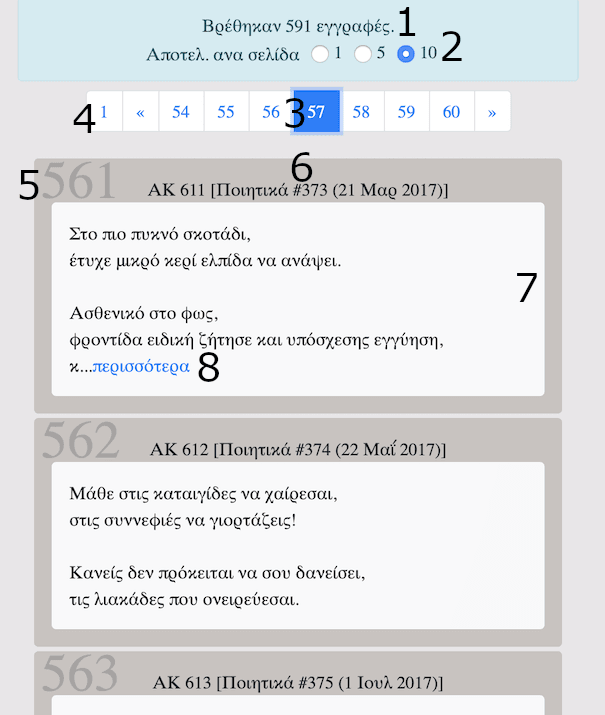 Βρέθηκαν 591 εγγραφές. 1
Αποτελ. ανα σελίδα 1 5 10 2
4 1 « 54 55 56 3 57 58 59 60 »
6
5 561 ΑΚ 611 [Ποιητικά #373 (21 Μαρ 2017)]
Στο πιο πυκνό σκοτάδι,
έτυχε μικρό κερί ελπίδα να ανάψει.
7
Ασθενικό στο φως,
φροντίδα ειδική ζήτησε και υπόσχεσης εγγύηση,
κ...περισσότερα 8
562 ΑΚ 612 [Ποιητικά #374 (22 Μαΐ 2017)]
Μάθε στις καταιγίδες να χαίρεσαι,
στις συννεφιές να γιορτάζεις!
Κανείς δεν πρόκειται να σου δανείσει,
τις λιακάδες που ονειρεύεσαι.
563 ΑΚ 613 [Ποιητικά #375 (1 Ιουλ 2017)]